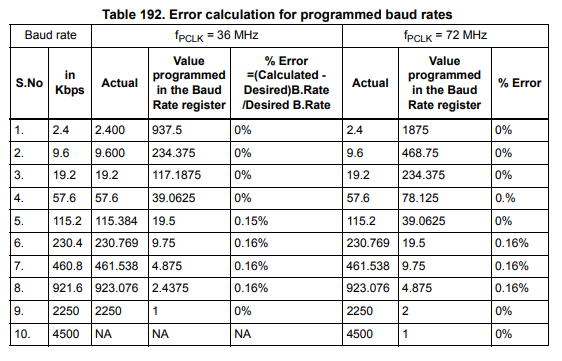 Table 192. Error calculation for programmed baud rates
Baud rate fPCLK = 36 MHz fPCLK = 72 MHz
S.No in Kbps Actual Value programmed in the Baud Rate register % Error =(Calculated - Desired)B.Rate /Desired B.Rate Actual Value programmed in the Baud Rate register % Error
1. 2.4 2.400 937.5 0% 2.4 1875 0%
2. 9.6 9.600 234.375 0% 9.6 468.75 0%
3. 19.2 19.2 117.1875 0% 19.2 234.375 0%
4. 57.6 57.6 39.0625 0% 57.6 78.125 0.%
5. 115.2 115.384 19.5 0.15% 115.2 39.0625 0%
6. 230.4 230.769 9.75 0.16% 230.769 19.5 0.16%
7. 460.8 461.538 4.875 0.16% 461.538 9.75 0.16%
8. 921.6 923.076 2.4375 0.16% 923.076 4.875 0.16%
9. 2250 2250 1 0% 2250 2 0%
10. 4500 NA NA NA 4500 1 0%